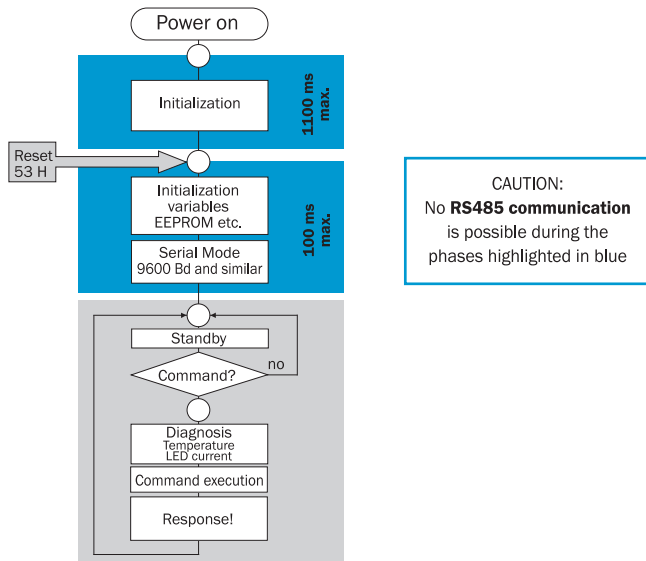 Power on
Initialization
1100 ms
max.
Reset
53 H
Initialization
variables
EEPROM etc.
Serial Mode
9600 Bd and similar
100 ms
max.
CAUTION:
No RS485 communication
is possible during the
phases highlighted in blue
Standby
Command?
no
Diagnosis
Temperature
LED current
Command execution
Response!